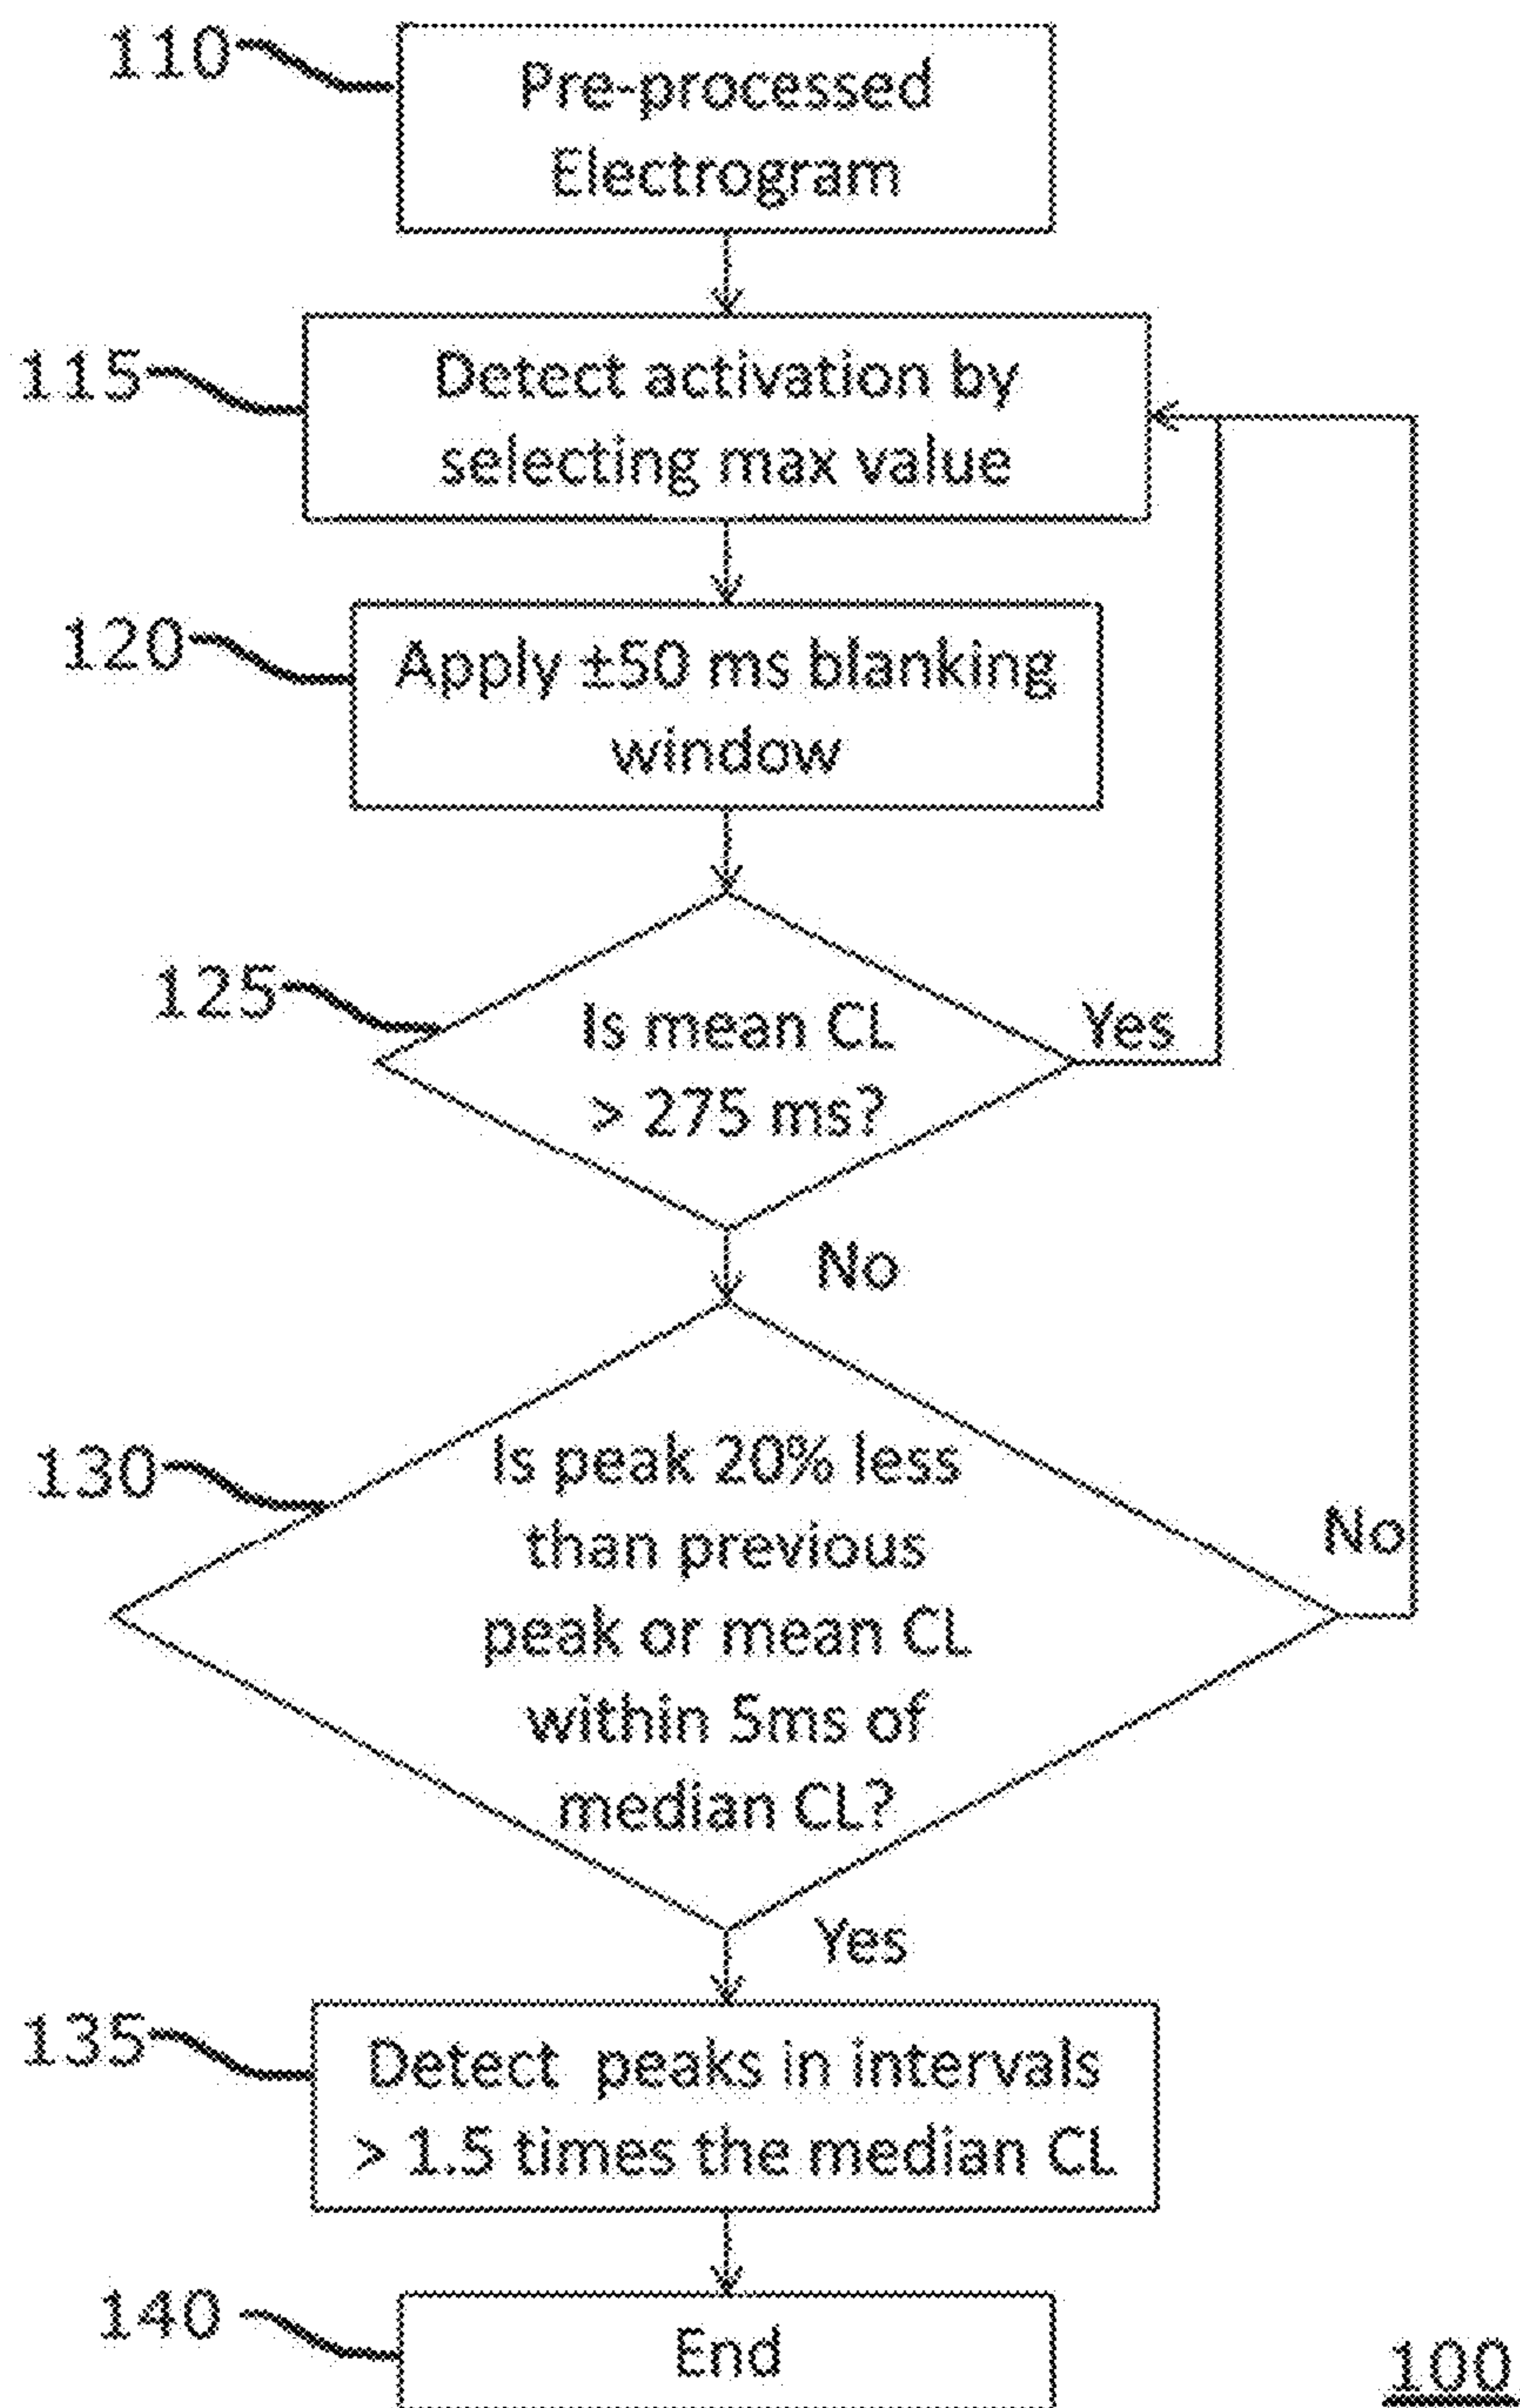 110
Pre-processed
Electrogram
115
Detect activation by
selecting max value
120
Apply ±50 ms blanking
window
125
Is mean CL
> 275 ms?
Yes
No
130
Is peak 20% less
than previous
peak or mean CL
within 5ms of
median CL?
No
Yes
135
Detect peaks in intervals
> 1.5 times the median CL
140
End
100